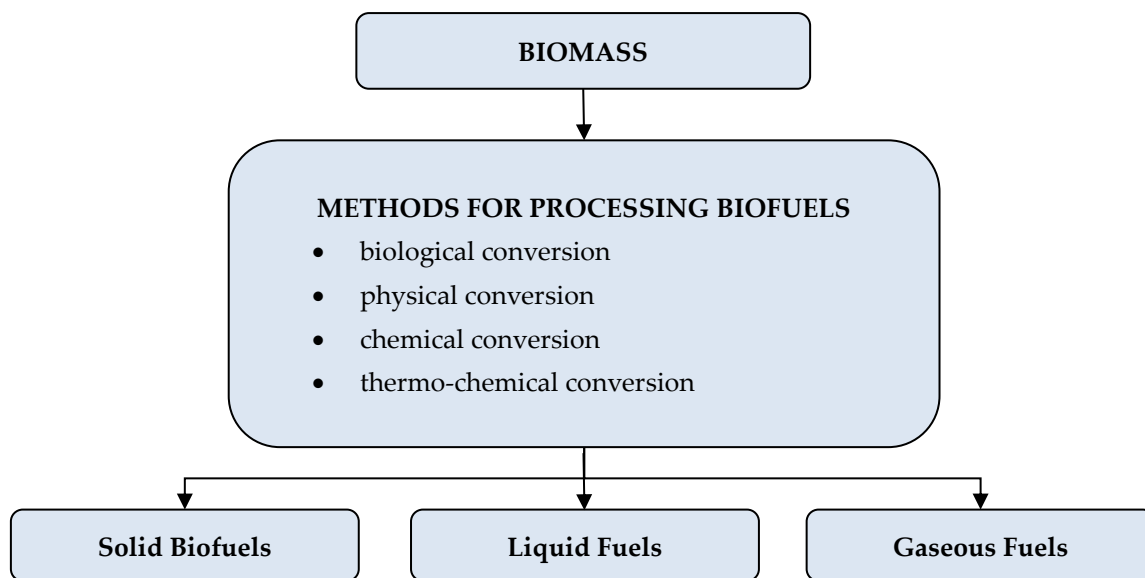 BIOMASS
METHODS FOR PROCESSING BIOFUELS
• biological conversion
• physical conversion
• chemical conversion
• thermo-chemical conversion
Solid Biofuels
Liquid Fuels
Gaseous Fuels